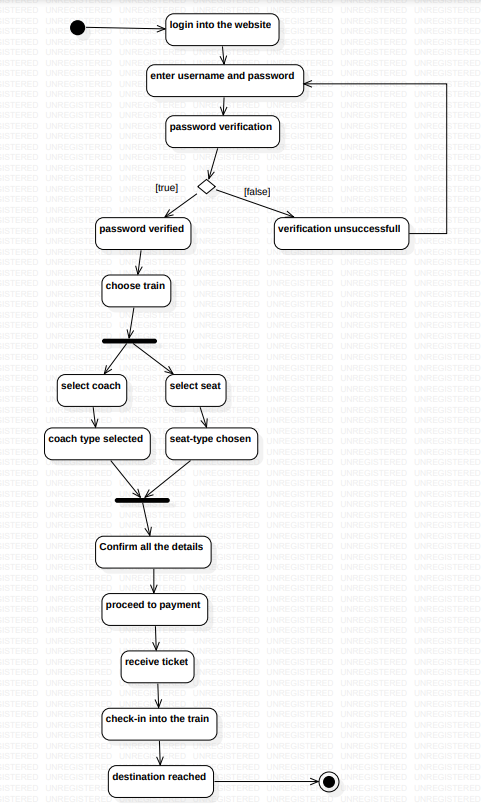 login into the website
enter username and password
password verification
[true]
[false]
password verified
verification unsuccessfull
choose train
select coach
select seat
coach type selected
seat-type chosen
Confirm all the details
proceed to payment
receive ticket
check-in into the train
destination reached